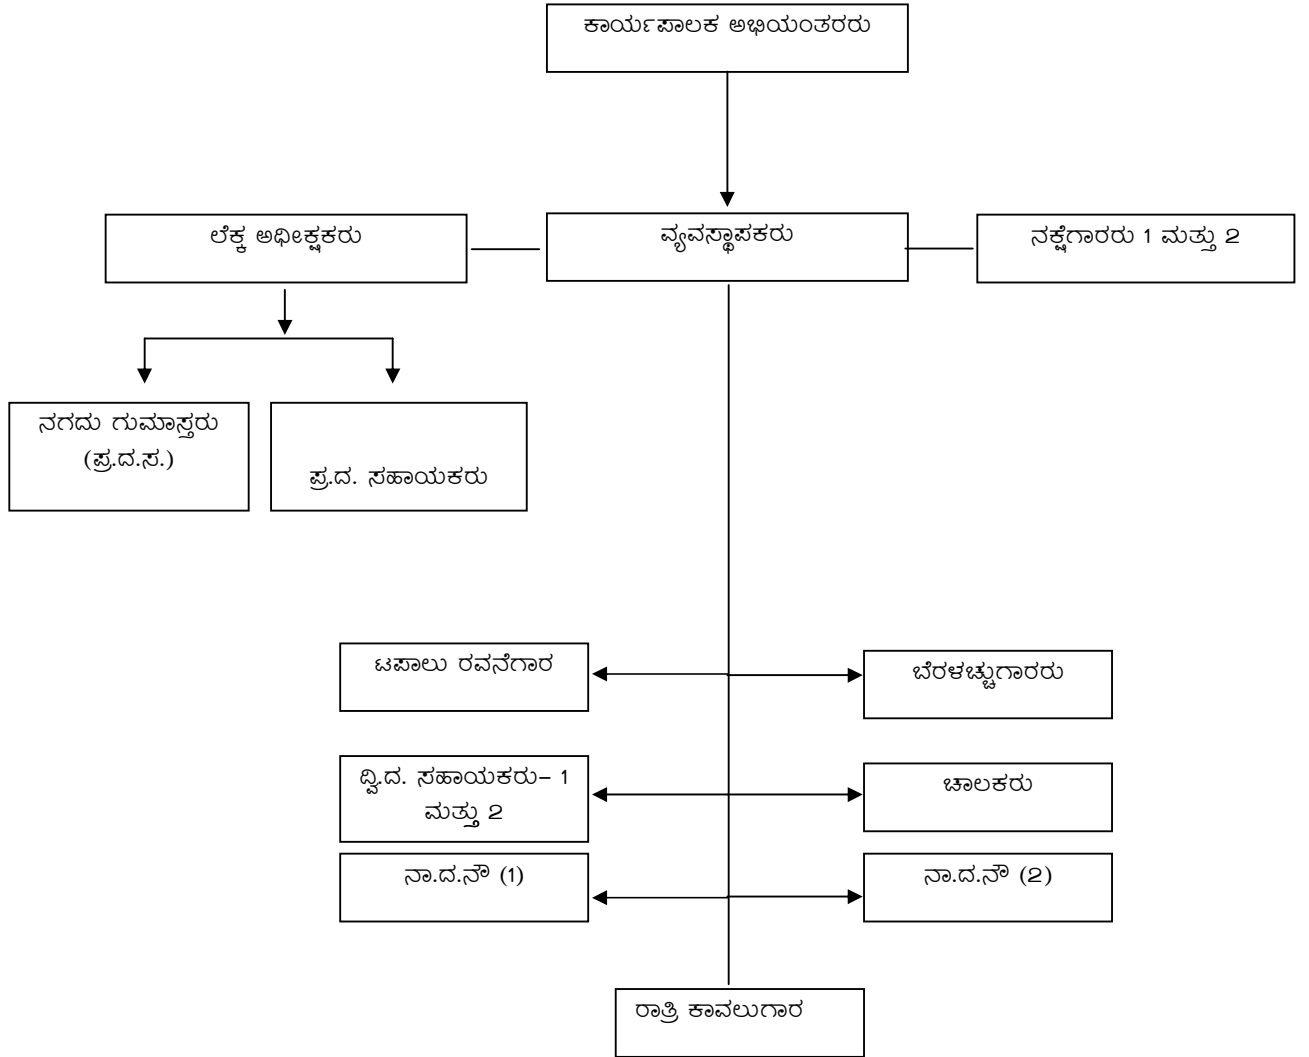 ಕಾರ್ಯಪಾಲಕ ಅಭಿಯಂತರರು
ಲೆಕ್ಕ ಅಧೀಕ್ಷಕರು
ವ್ಯವಸ್ಥಾಪಕರು
ನಕ್ಷೆಗಾರರು 1 ಮತ್ತು 2
ನಗದು ಗುಮಾಸ್ತರು
(ಪ್ರ.ದ.ಸ.)
ಪ್ರ.ದ. ಸಹಾಯಕರು
ಟಪಾಲು ರವನೆಗಾರ
ಬೆರಳಚ್ಚುಗಾರರು
ದ್ವಿ.ದ. ಸಹಾಯಕರು– 1
ಮತ್ತು 2
ಚಾಲಕರು
ನಾ.ದ.ನೌ (1)
ನಾ.ದ.ನೌ (2)
ರಾತ್ರಿ ಕಾವಲುಗಾರ